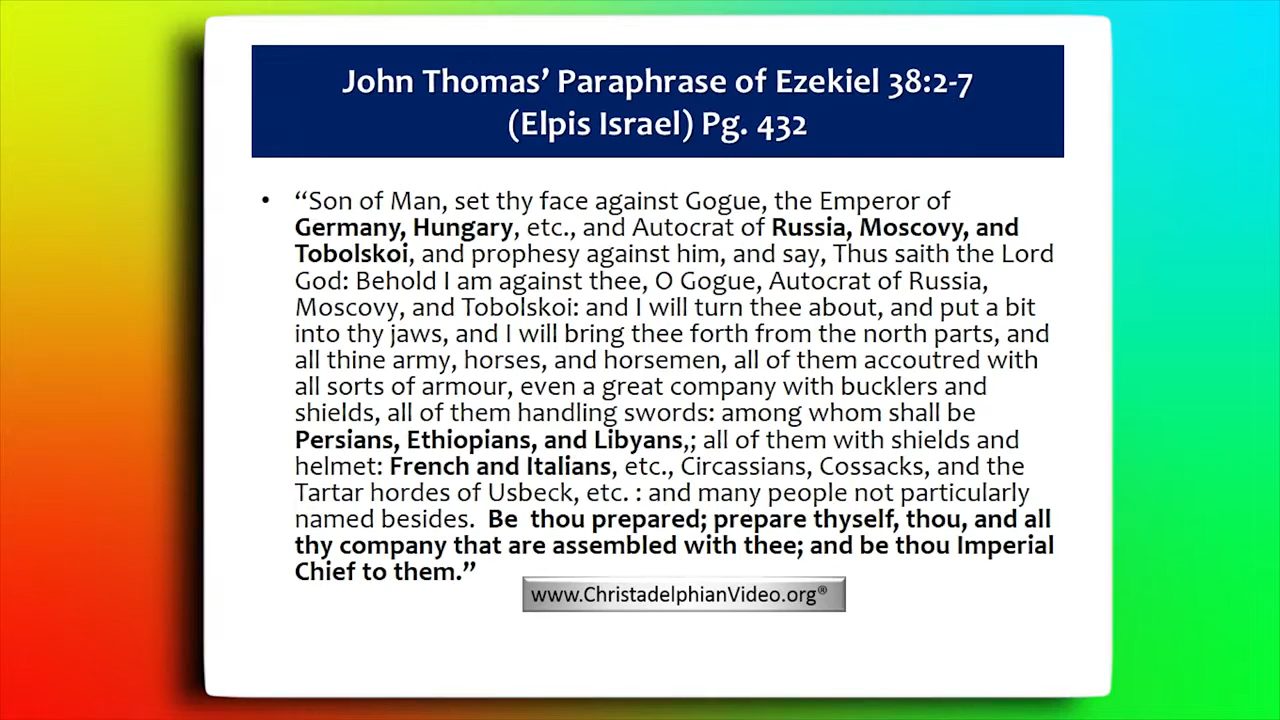 John Thomas’ Paraphrase of Ezekiel 38:2-7
(Elpis Israel) Pg. 432
• “Son of Man, set thy face against Gogue, the Emperor of
Germany, Hungary, etc., and Autocrat of Russia, Moscovy, and
Tobolskoi, and prophesy against him, and say, Thus saith the Lord
God: Behold I am against thee, O Gogue, Autocrat of Russia,
Moscovy, and Tobolskoi: and I will turn thee about, and put a bit
into thy jaws, and I will bring thee forth from the north parts, and
all thine army, horses, and horsemen, all of them accoutred with
all sorts of armour, even a great company with bucklers and
shields, all of them handling swords: among whom shall be
Persians, Ethiopians, and Libyans,; all of them with shields and
helmet: French and Italians, etc., Circassians, Cossacks, and the
Tartar hordes of Usbeck, etc. : and many people not particularly
named besides. Be thou prepared; prepare thyself, thou, and all
thy company that are assembled with thee; and be thou Imperial
Chief to them.”
www.ChristadelphianVideo.org®